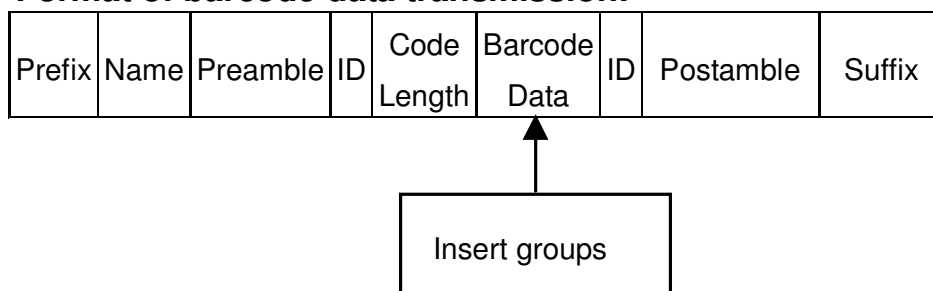 Format of barcode data transmission:
Prefix Name Preamble ID Code Length Barcode Data ID Postamble Suffix
Insert groups